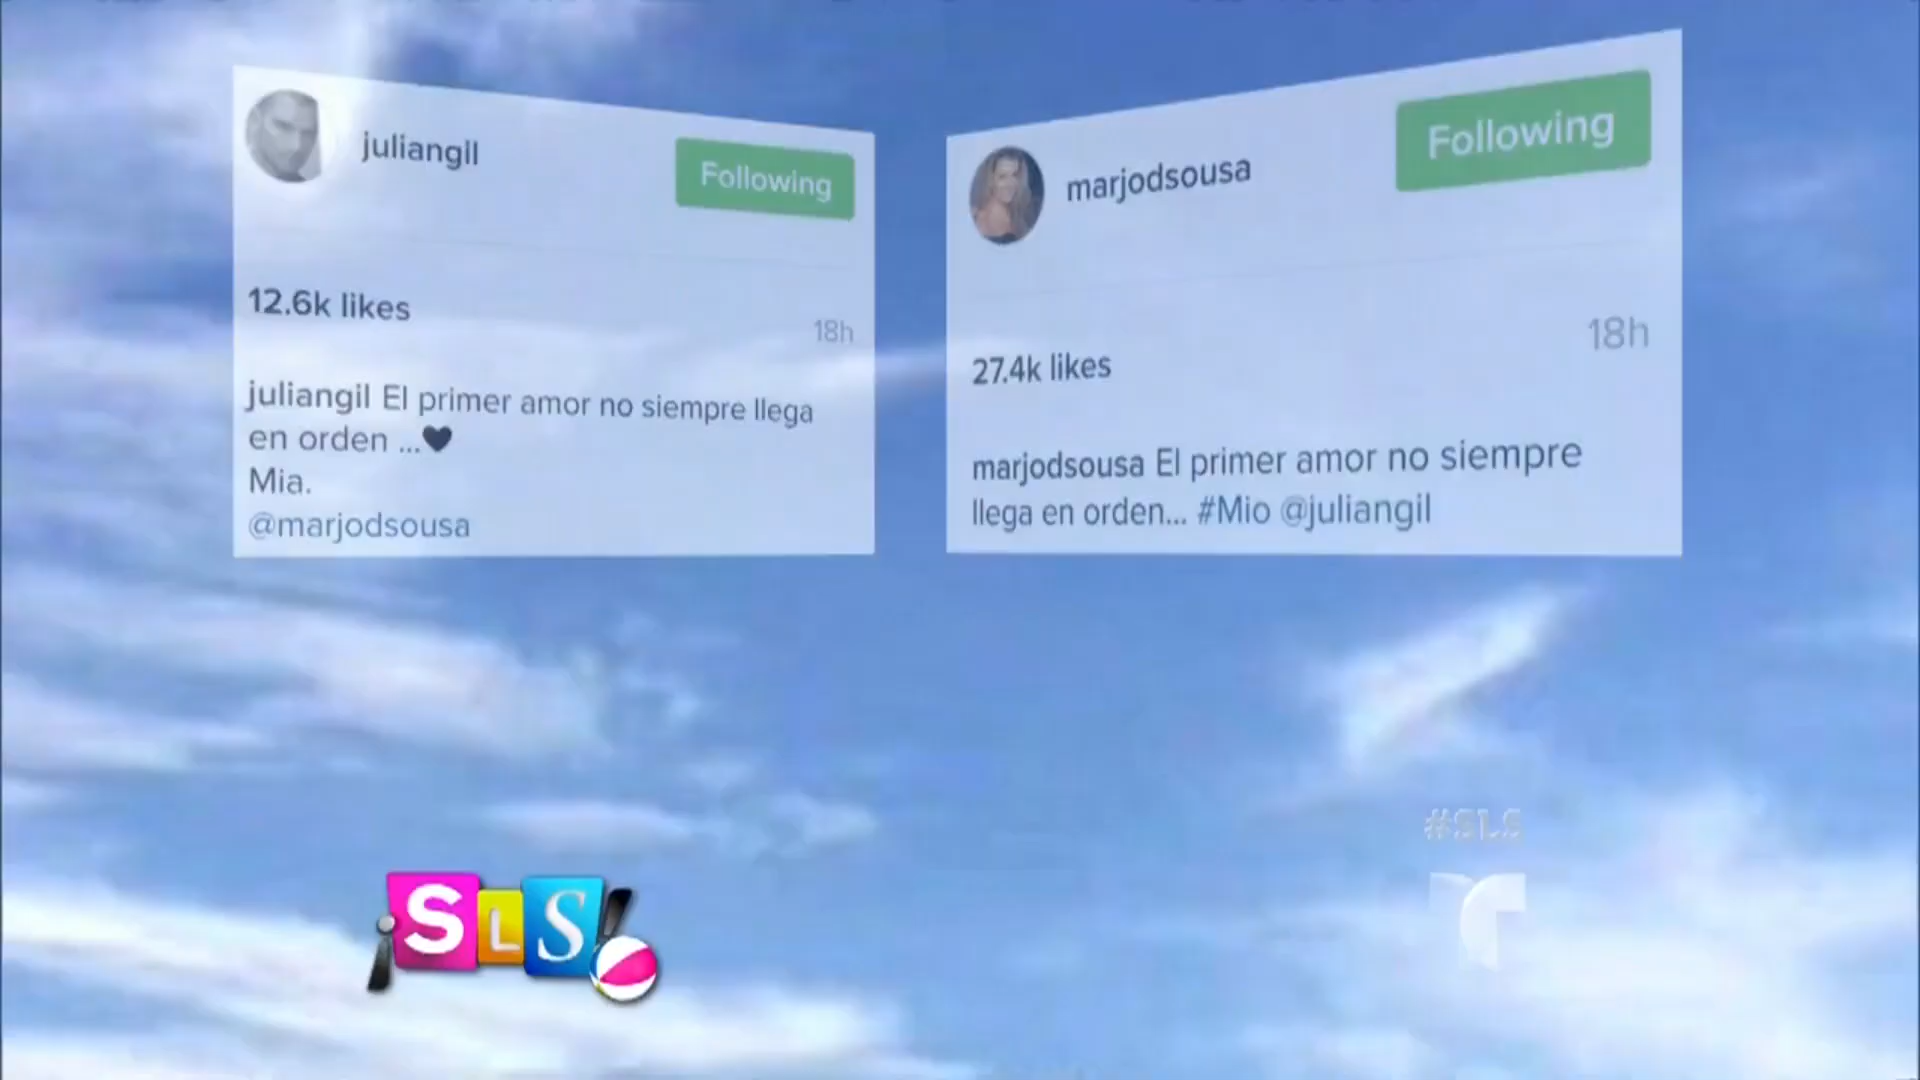 juliangil
Following
12.6k likes
18h
juliangil El primer amor no siempre llega
en orden ...🖤
Mia.
@marjodsousa
marjodsousa
Following
27.4k likes
18h
marjodsousa El primer amor no siempre
llega en orden... #Mio @juliangil
#SLS
¡SLS!